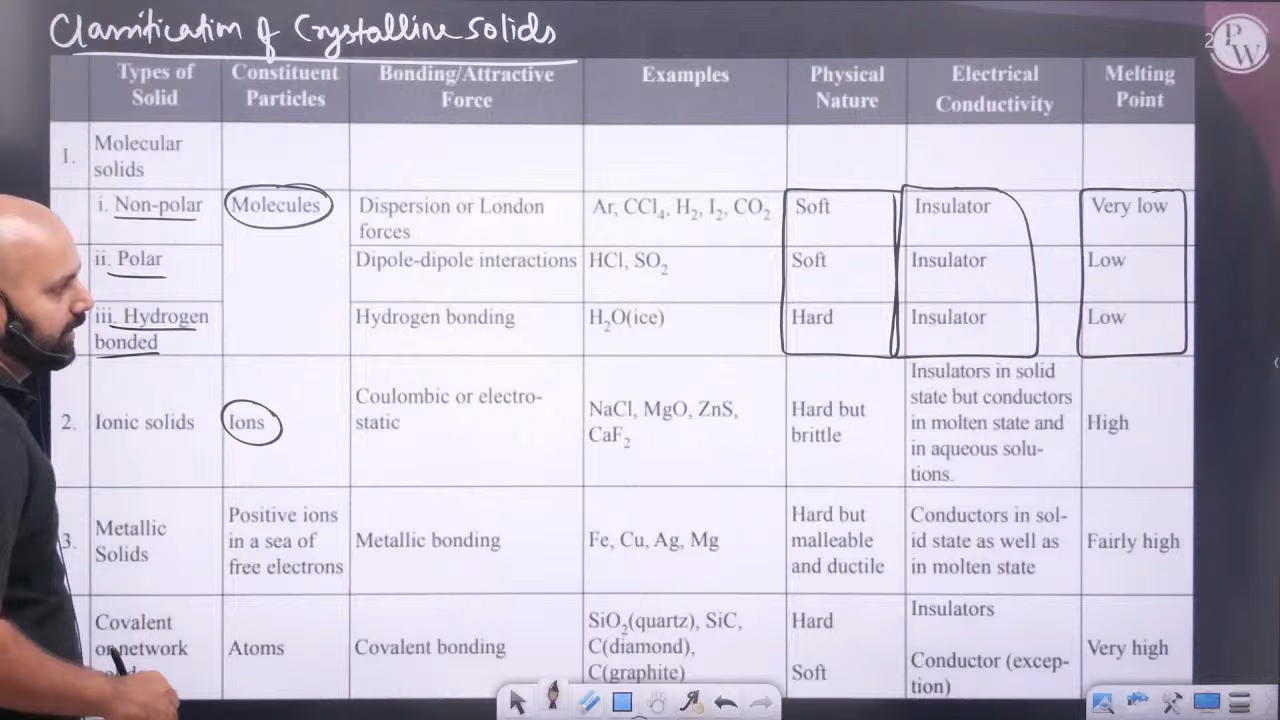 Classification of Crystalline Solids
2
P
W
Types of Solid
Constituent Particles
Bonding/Attractive Force
Examples
Physical Nature
Electrical Conductivity
Melting Point
1.
Molecular solids
i. Non-polar
Molecules
Dispersion or London forces
Ar, CCl₄, H₂, I₂, CO₂
Soft
Insulator
Very low
ii. Polar
Dipole-dipole interactions
HCl, SO₂
Soft
Insulator
Low
iii. Hydrogen bonded
Hydrogen bonding
H₂O(ice)
Hard
Insulator
Low
2.
Ionic solids
Ions
Coulombic or electro-
static
NaCl, MgO, ZnS,
CaF₂
Hard but
brittle
Insulators in solid
state but conductors
in molten state and
in aqueous solu-
tions.
High
3.
Metallic
Solids
Positive ions
in a sea of
free electrons
Metallic bonding
Fe, Cu, Ag, Mg
Hard but
malleable
and ductile
Conductors in sol-
id state as well as
in molten state
Fairly high
Covalent
or network
Atoms
Covalent bonding
SiO₂(quartz), SiC,
C(diamond),
C(graphite)
Hard
Soft
Insulators
Conductor (excep-
tion)
Very high